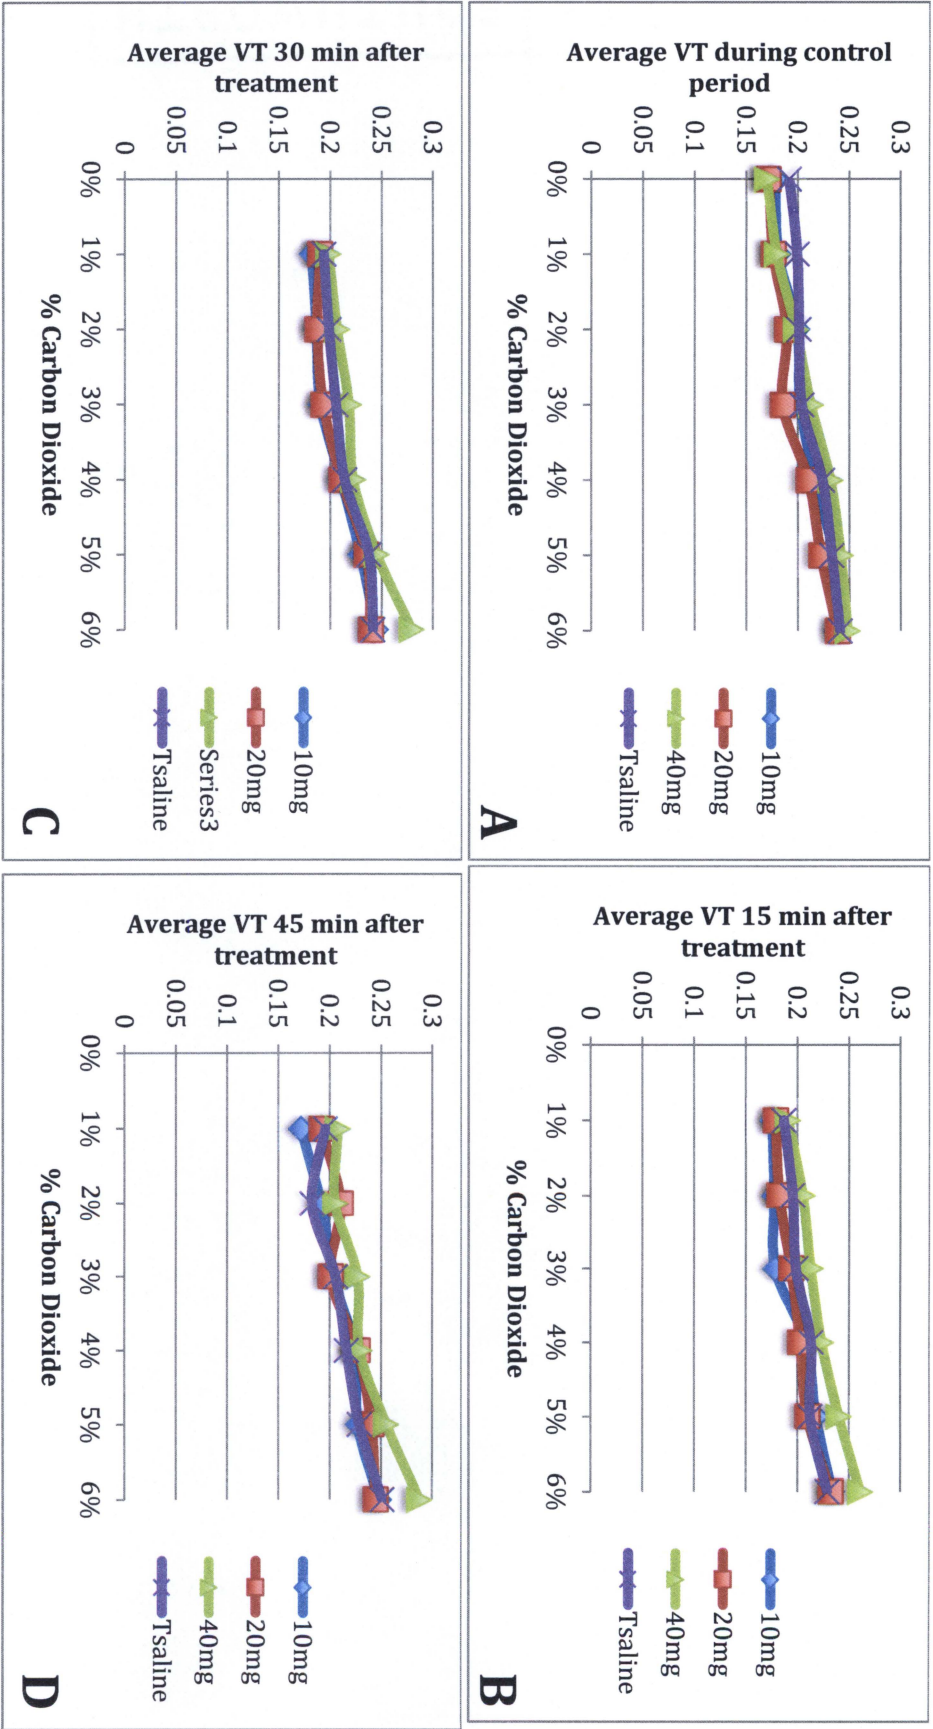 Average VT during control
period
0.3
0.25
0.2
0.15
0.1
0.05
0
0%
1%
2%
3%
4%
5%
6%
% Carbon Dioxide
10mg
20mg
40mg
Tsaline
A
Average VT 15 min after
treatment
0.3
0.25
0.2
0.15
0.1
0.05
0
0%
1%
2%
3%
4%
5%
6%
% Carbon Dioxide
10mg
20mg
40mg
Tsaline
B
Average VT 30 min after
treatment
0.3
0.25
0.2
0.15
0.1
0.05
0
0%
1%
2%
3%
4%
5%
6%
% Carbon Dioxide
10mg
20mg
Series3
Tsaline
C
Average VT 45 min after
treatment
0.3
0.25
0.2
0.15
0.1
0.05
0
0%
1%
2%
3%
4%
5%
6%
% Carbon Dioxide
10mg
20mg
40mg
Tsaline
D